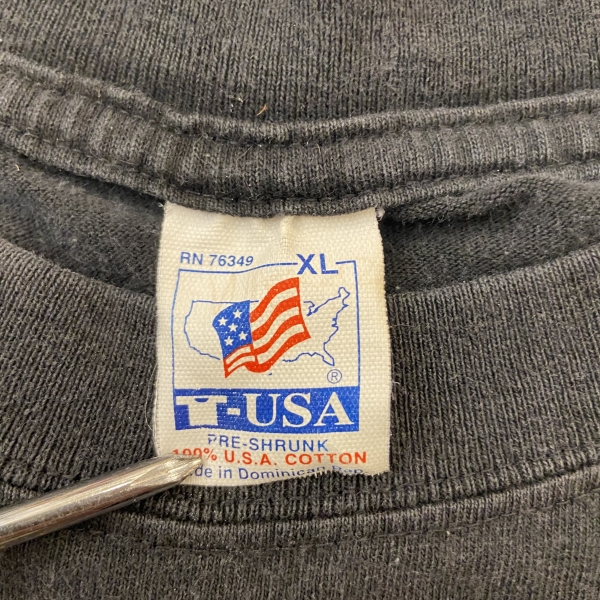 RN 76349 XL
®
T-USA
PRE-SHRUNK
100% U.S.A. COTTON
Made in Dominican Rep.